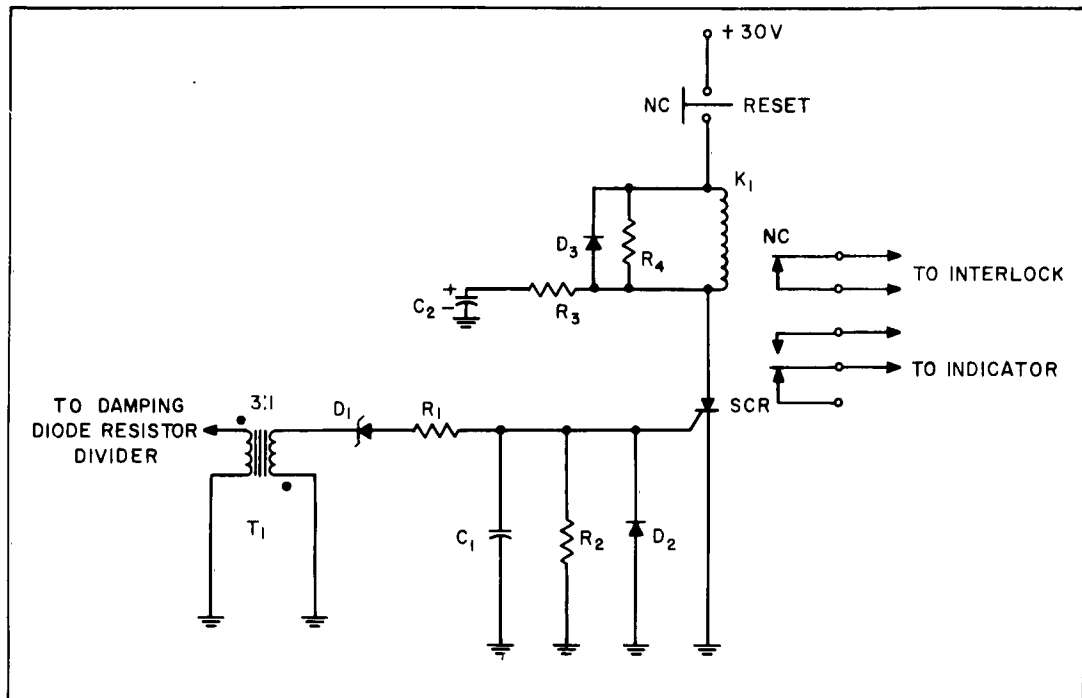 +30V
NC RESET
K1
D3
R4
NC
TO INTERLOCK
+
C2 -
R3
TO INDICATOR
SCR
TO DAMPING
DIODE RESISTOR
DIVIDER
3:1
D1
R1
T1
C1
R2
D2